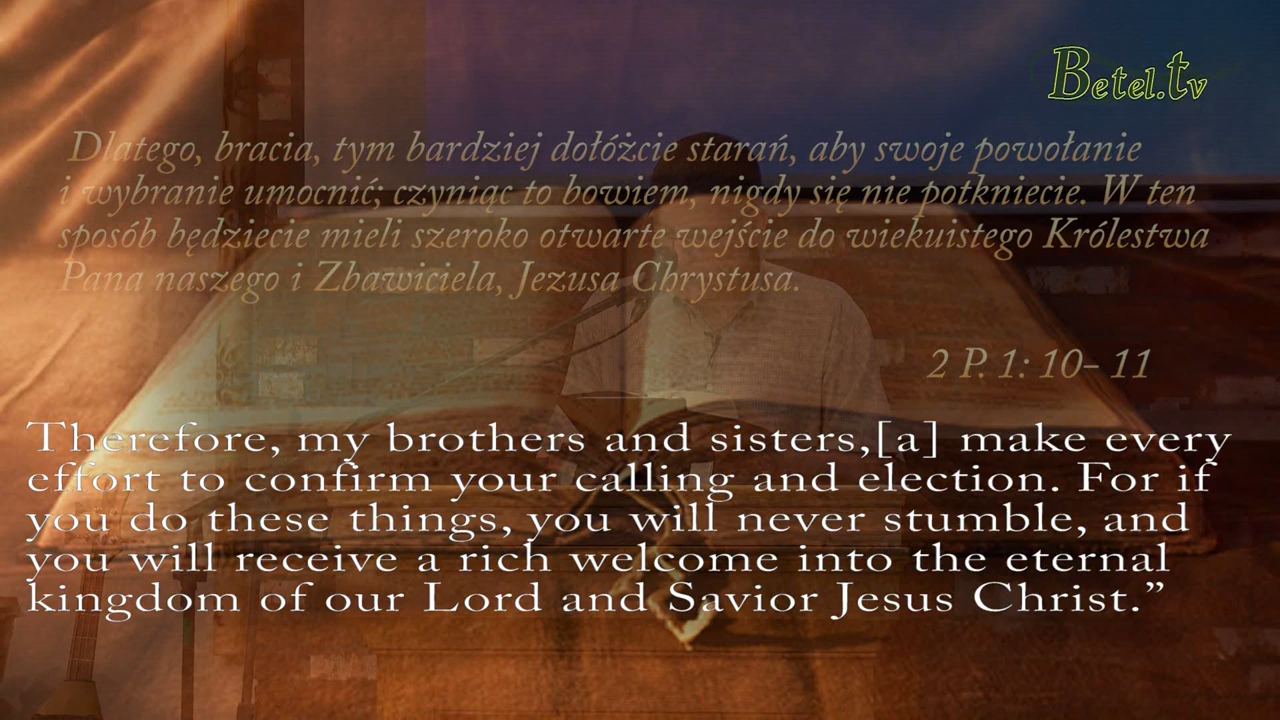 Betel.tv
Dlatego, bracia, tym bardziej dołóżcie starań, aby swoje powołanie
i wybranie umocnić; czyniąc to bowiem, nigdy się nie potkniecie. W ten
sposób będziecie mieli szeroko otwarte wejście do wiekuistego Królestwa
Pana naszego i Zbawiciela, Jezusa Chrystusa.
2 P. 1: 10- 11
Therefore, my brothers and sisters,[a] make every
effort to confirm your calling and election. For if
you do these things, you will never stumble, and
you will receive a rich welcome into the eternal
kingdom of our Lord and Savior Jesus Christ.”